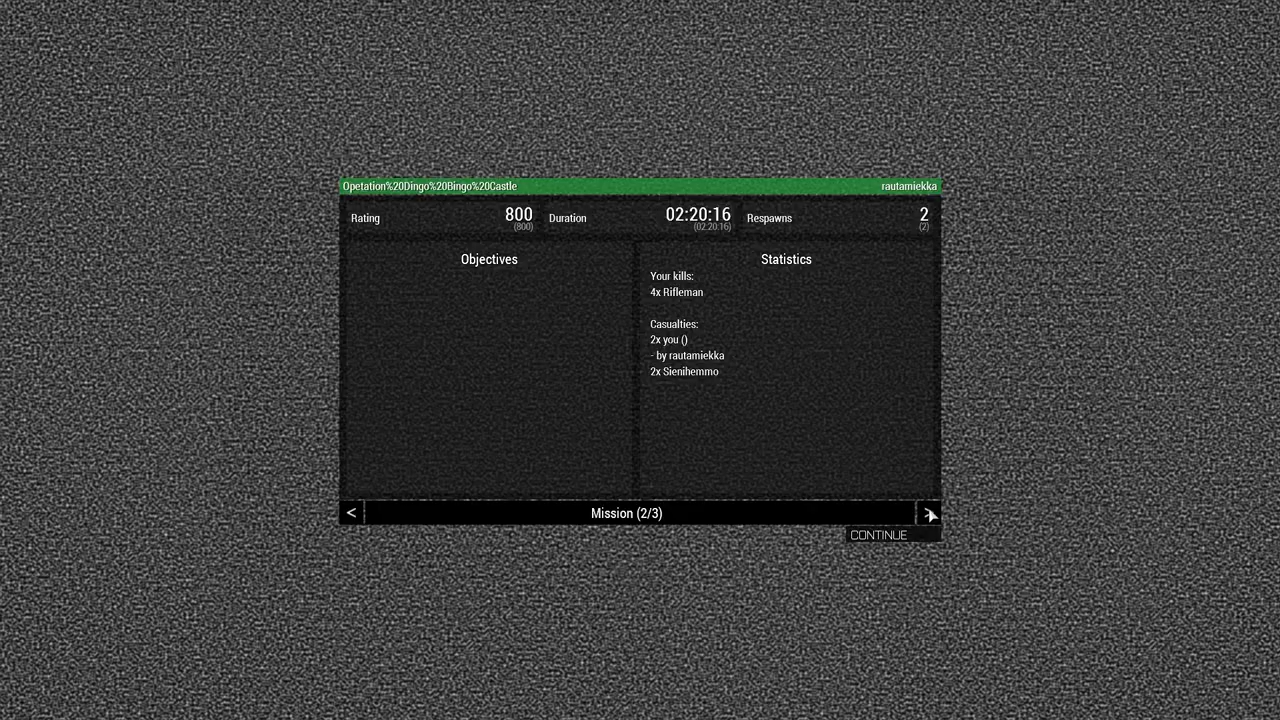 Opetation%20Dingo%20Bingo%20Castle rautamiekka
Rating 800 Duration 02:20:16 Respawns 2
(800) (02:20:16) (2)
Objectives
Statistics
Your kills:
4x Rifleman
Casualties:
2x you ()
- by rautamiekka
2x Sienihemmo
< Mission (2/3) >
CONTINUE